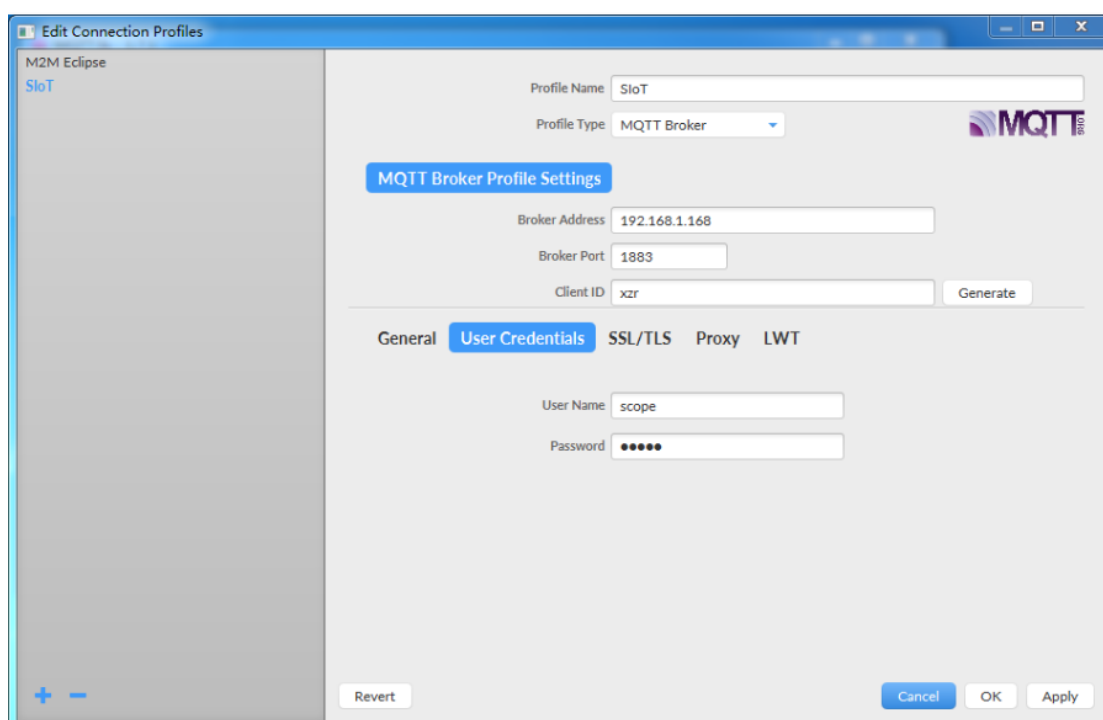 Edit Connection Profiles
M2M Eclipse
SIoT
Profile Name SIoT
Profile Type MQTT Broker
MQTT.ORG
MQTT Broker Profile Settings
Broker Address 192.168.1.168
Broker Port 1883
Client ID xzr Generate
General User Credentials SSL/TLS Proxy LWT
User Name scope
Password •••••
Revert Cancel OK Apply